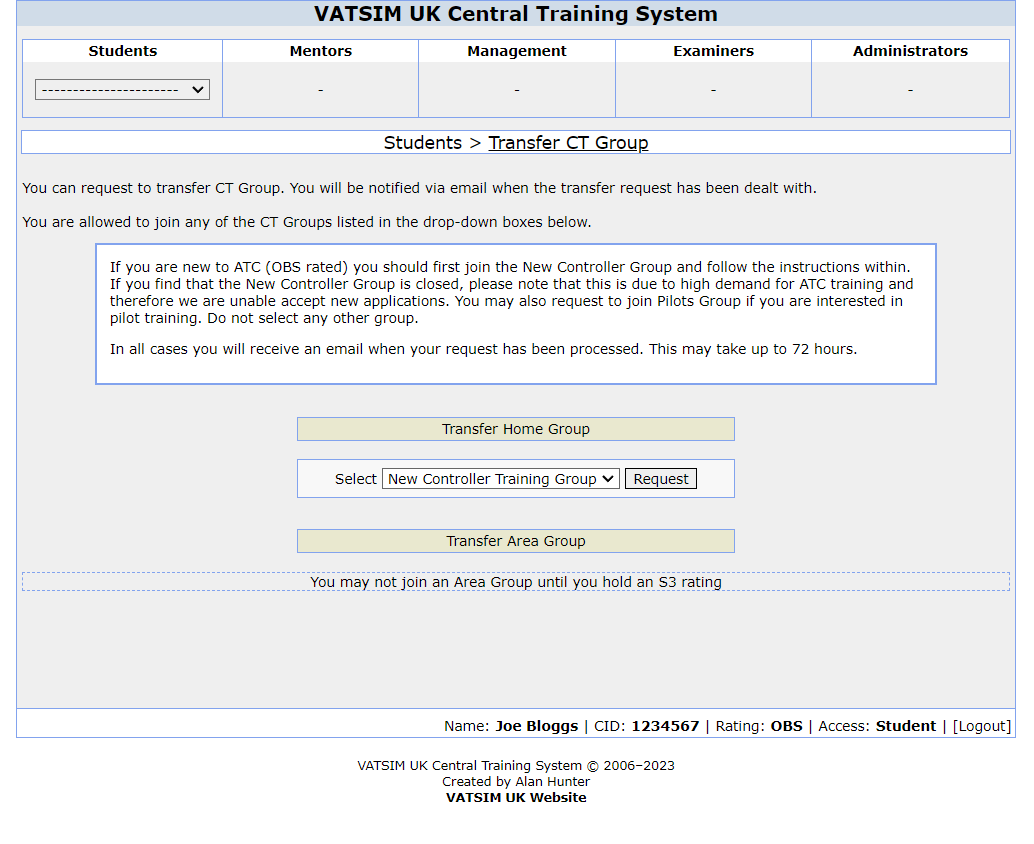 VATSIM UK Central Training System
Students Mentors Management Examiners Administrators
---------------------- - - - -
Students > Transfer CT Group
You can request to transfer CT Group. You will be notified via email when the transfer request has been dealt with.
You are allowed to join any of the CT Groups listed in the drop-down boxes below.
If you are new to ATC (OBS rated) you should first join the New Controller Group and follow the instructions within.
If you find that the New Controller Group is closed, please note that this is due to high demand for ATC training and
therefore we are unable accept new applications. You may also request to join Pilots Group if you are interested in
pilot training. Do not select any other group.
In all cases you will receive an email when your request has been processed. This may take up to 72 hours.
Transfer Home Group
Select New Controller Training Group Request
Transfer Area Group
You may not join an Area Group until you hold an S3 rating
Name: Joe Bloggs | CID: 1234567 | Rating: OBS | Access: Student | [Logout]
VATSIM UK Central Training System © 2006–2023
Created by Alan Hunter
VATSIM UK Website